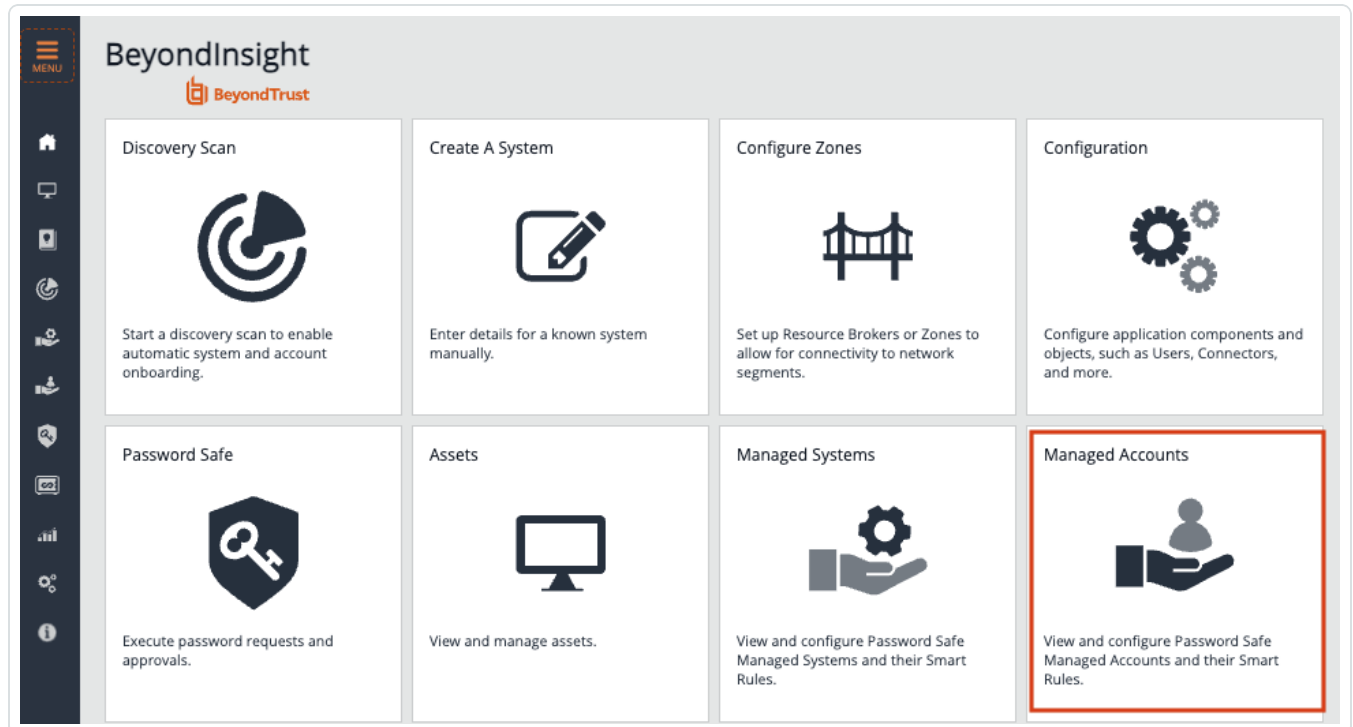 MENU
BeyondInsight
BeyondTrust
Discovery Scan
Start a discovery scan to enable
automatic system and account
onboarding.
Create A System
Enter details for a known system
manually.
Configure Zones
Set up Resource Brokers or Zones to
allow for connectivity to network
segments.
Configuration
Configure application components and
objects, such as Users, Connectors,
and more.
Password Safe
Execute password requests and
approvals.
Assets
View and manage assets.
Managed Systems
View and configure Password Safe
Managed Systems and their Smart
Rules.
Managed Accounts
View and configure Password Safe
Managed Accounts and their Smart
Rules.